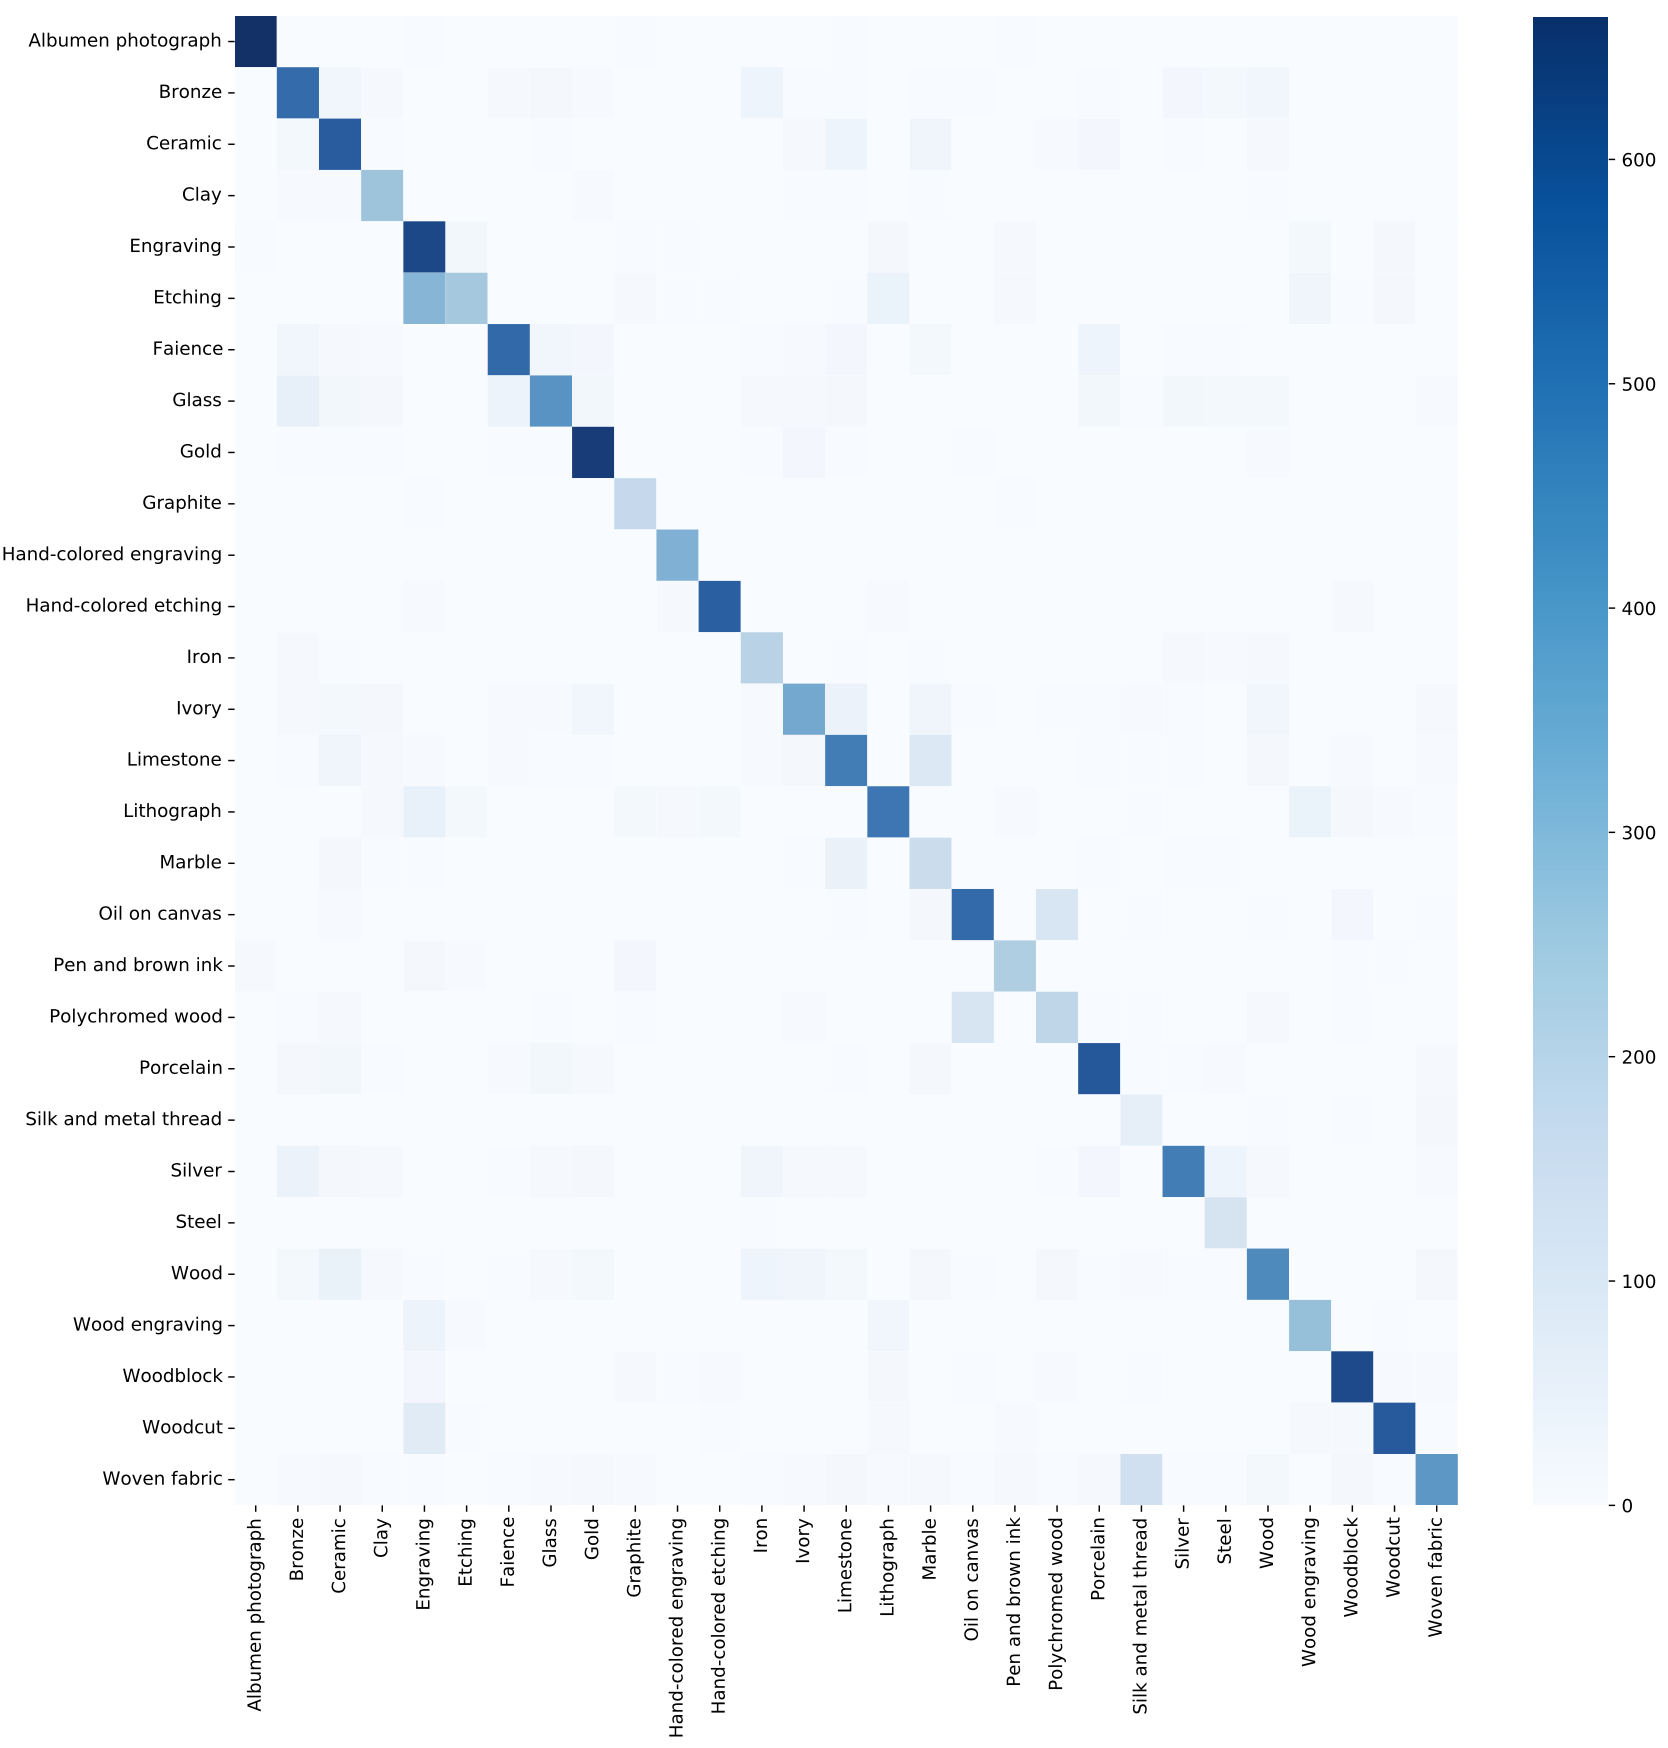 Albumen photograph
Bronze
Ceramic
Clay
Engraving
Etching
Faience
Glass
Gold
Graphite
Hand-colored engraving
Hand-colored etching
Iron
Ivory
Limestone
Lithograph
Marble
Oil on canvas
Pen and brown ink
Polychromed wood
Porcelain
Silk and metal thread
Silver
Steel
Wood
Wood engraving
Woodblock
Woodcut
Woven fabric
Albumen photograph
Bronze
Ceramic
Clay
Engraving
Etching
Faience
Glass
Gold
Graphite
Hand-colored engraving
Hand-colored etching
Iron
Ivory
Limestone
Lithograph
Marble
Oil on canvas
Pen and brown ink
Polychromed wood
Porcelain
Silk and metal thread
Silver
Steel
Wood
Wood engraving
Woodblock
Woodcut
Woven fabric
600
500
400
300
200
100
0